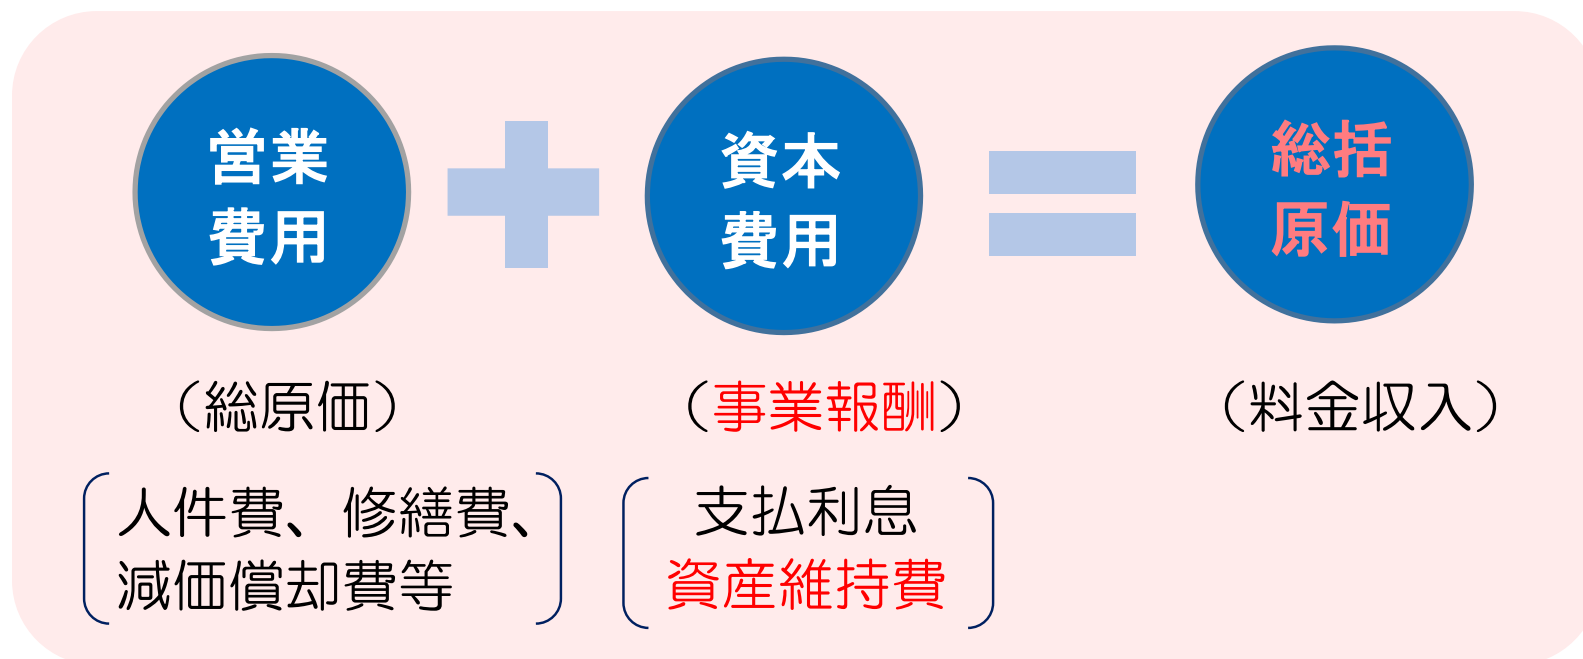 営業
費用
資本
費用
総括
原価
（総原価）
（事業報酬）
（料金収入）
人件費、修繕費、
減価償却費等
支払利息
資産維持費